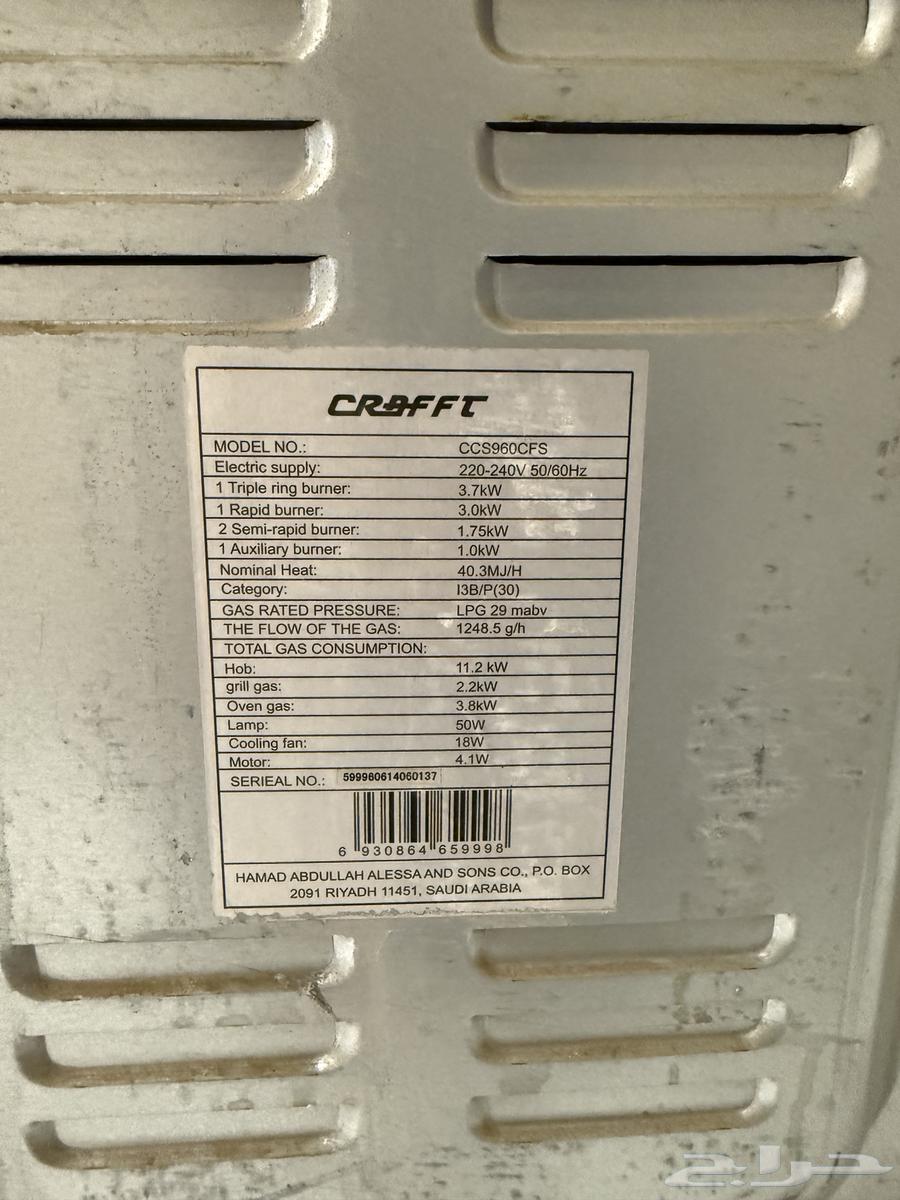 CRAFFT
MODEL NO.: CCS960CFS
Electric supply: 220-240V 50/60Hz
1 Triple ring burner: 3.7kW
1 Rapid burner: 3.0kW
2 Semi-rapid burner: 1.75kW
1 Auxiliary burner: 1.0kW
Nominal Heat: 40.3MJ/H
Category: I3B/P(30)
GAS RATED PRESSURE: LPG 29 mabv
THE FLOW OF THE GAS: 1248.5 g/h
TOTAL GAS CONSUMPTION:
Hob: 11.2 kW
grill gas: 2.2kW
Oven gas: 3.8kW
Lamp: 50W
Cooling fan: 18W
Motor: 4.1W
SERIEAL NO.: 599980614060137
6 930864 659998
HAMAD ABDULLAH ALESSA AND SONS CO., P.O. BOX
2091 RIYADH 11451, SAUDI ARABIA
حراج